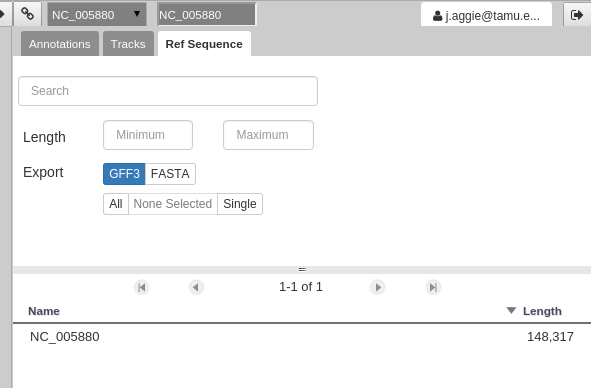 NC_005880 NC_005880 j.aggie@tamu.e...
Annotations Tracks Ref Sequence
Search
Length Minimum Maximum
Export GFF3 FASTA
All None Selected Single
1-1 of 1
Name Length
NC_005880 148,317